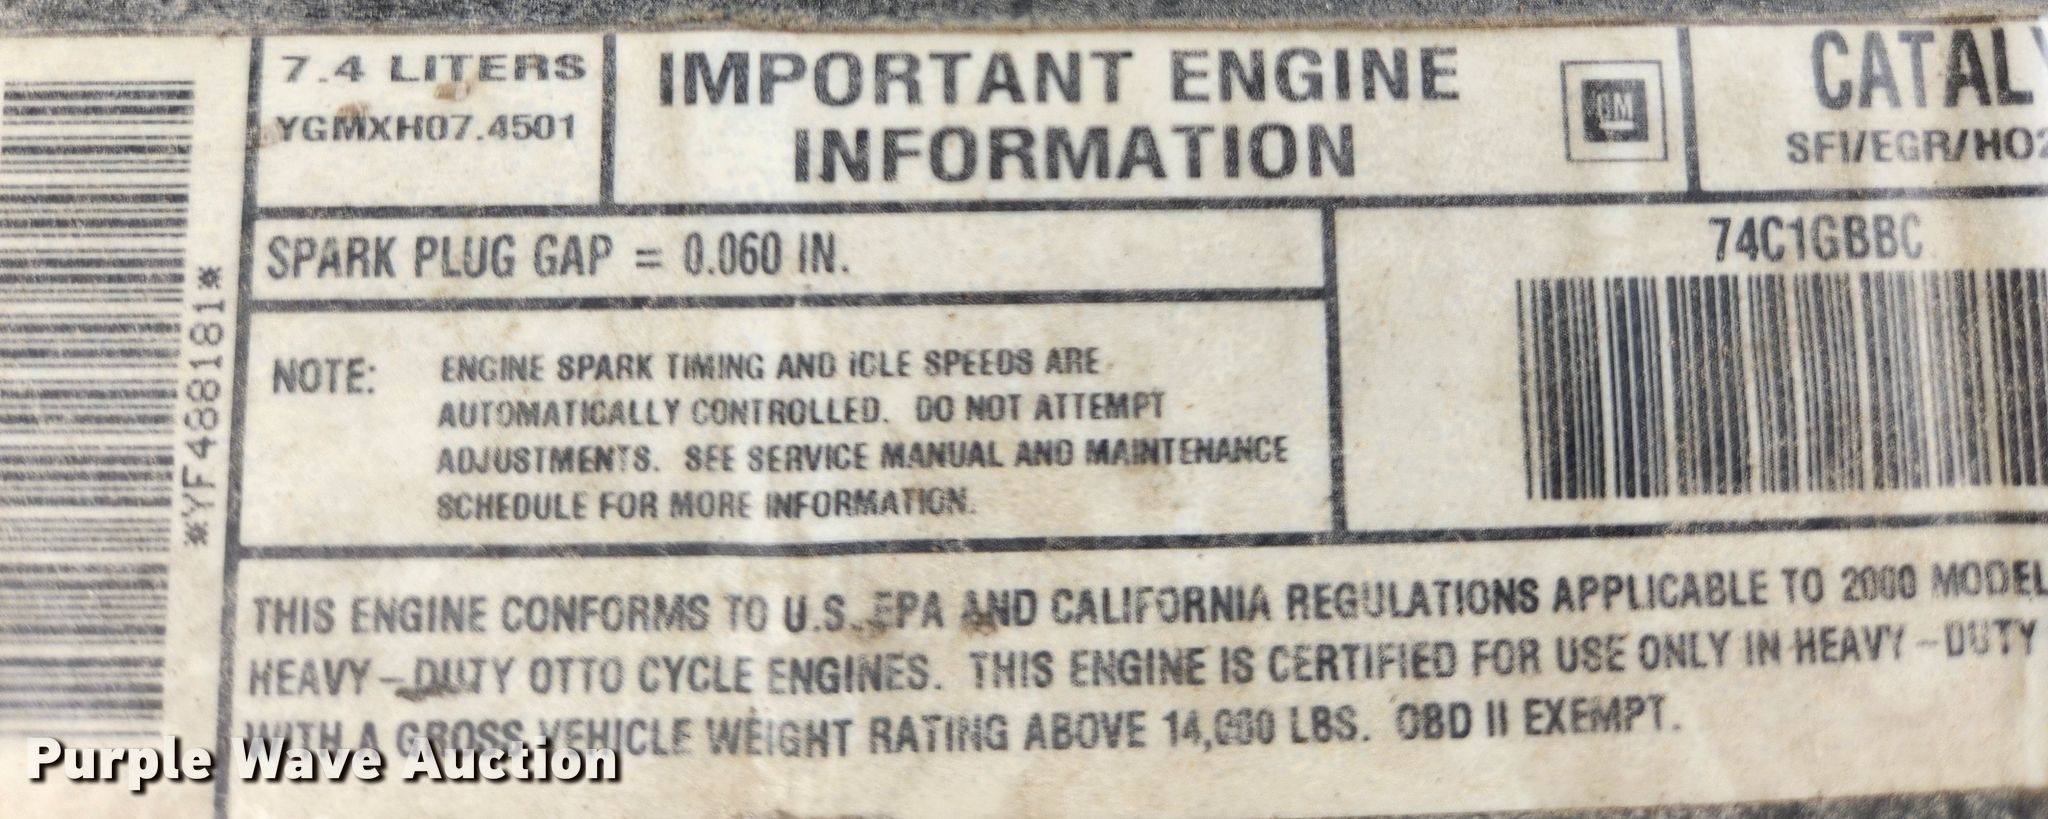 *YF488181*
7.4 LITERS
YGMXH07.4501
IMPORTANT ENGINE
INFORMATION
GM
CATALY
SFI/EGR/HO2
SPARK PLUG GAP = 0.060 IN.
74C1GBBC
NOTE: ENGINE SPARK TIMING AND IDLE SPEEDS ARE
AUTOMATICALLY CONTROLLED. DO NOT ATTEMPT
ADJUSTMENTS. SEE SERVICE MANUAL AND MAINTENANCE
SCHEDULE FOR MORE INFORMATION.
THIS ENGINE CONFORMS TO U.S. EPA AND CALIFORNIA REGULATIONS APPLICABLE TO 2000 MODEL
HEAVY-DUTY OTTO CYCLE ENGINES. THIS ENGINE IS CERTIFIED FOR USE ONLY IN HEAVY-DUTY
WITH A GROSS VEHICLE WEIGHT RATING ABOVE 14,000 LBS. OBD II EXEMPT.
Purple Wave Auction